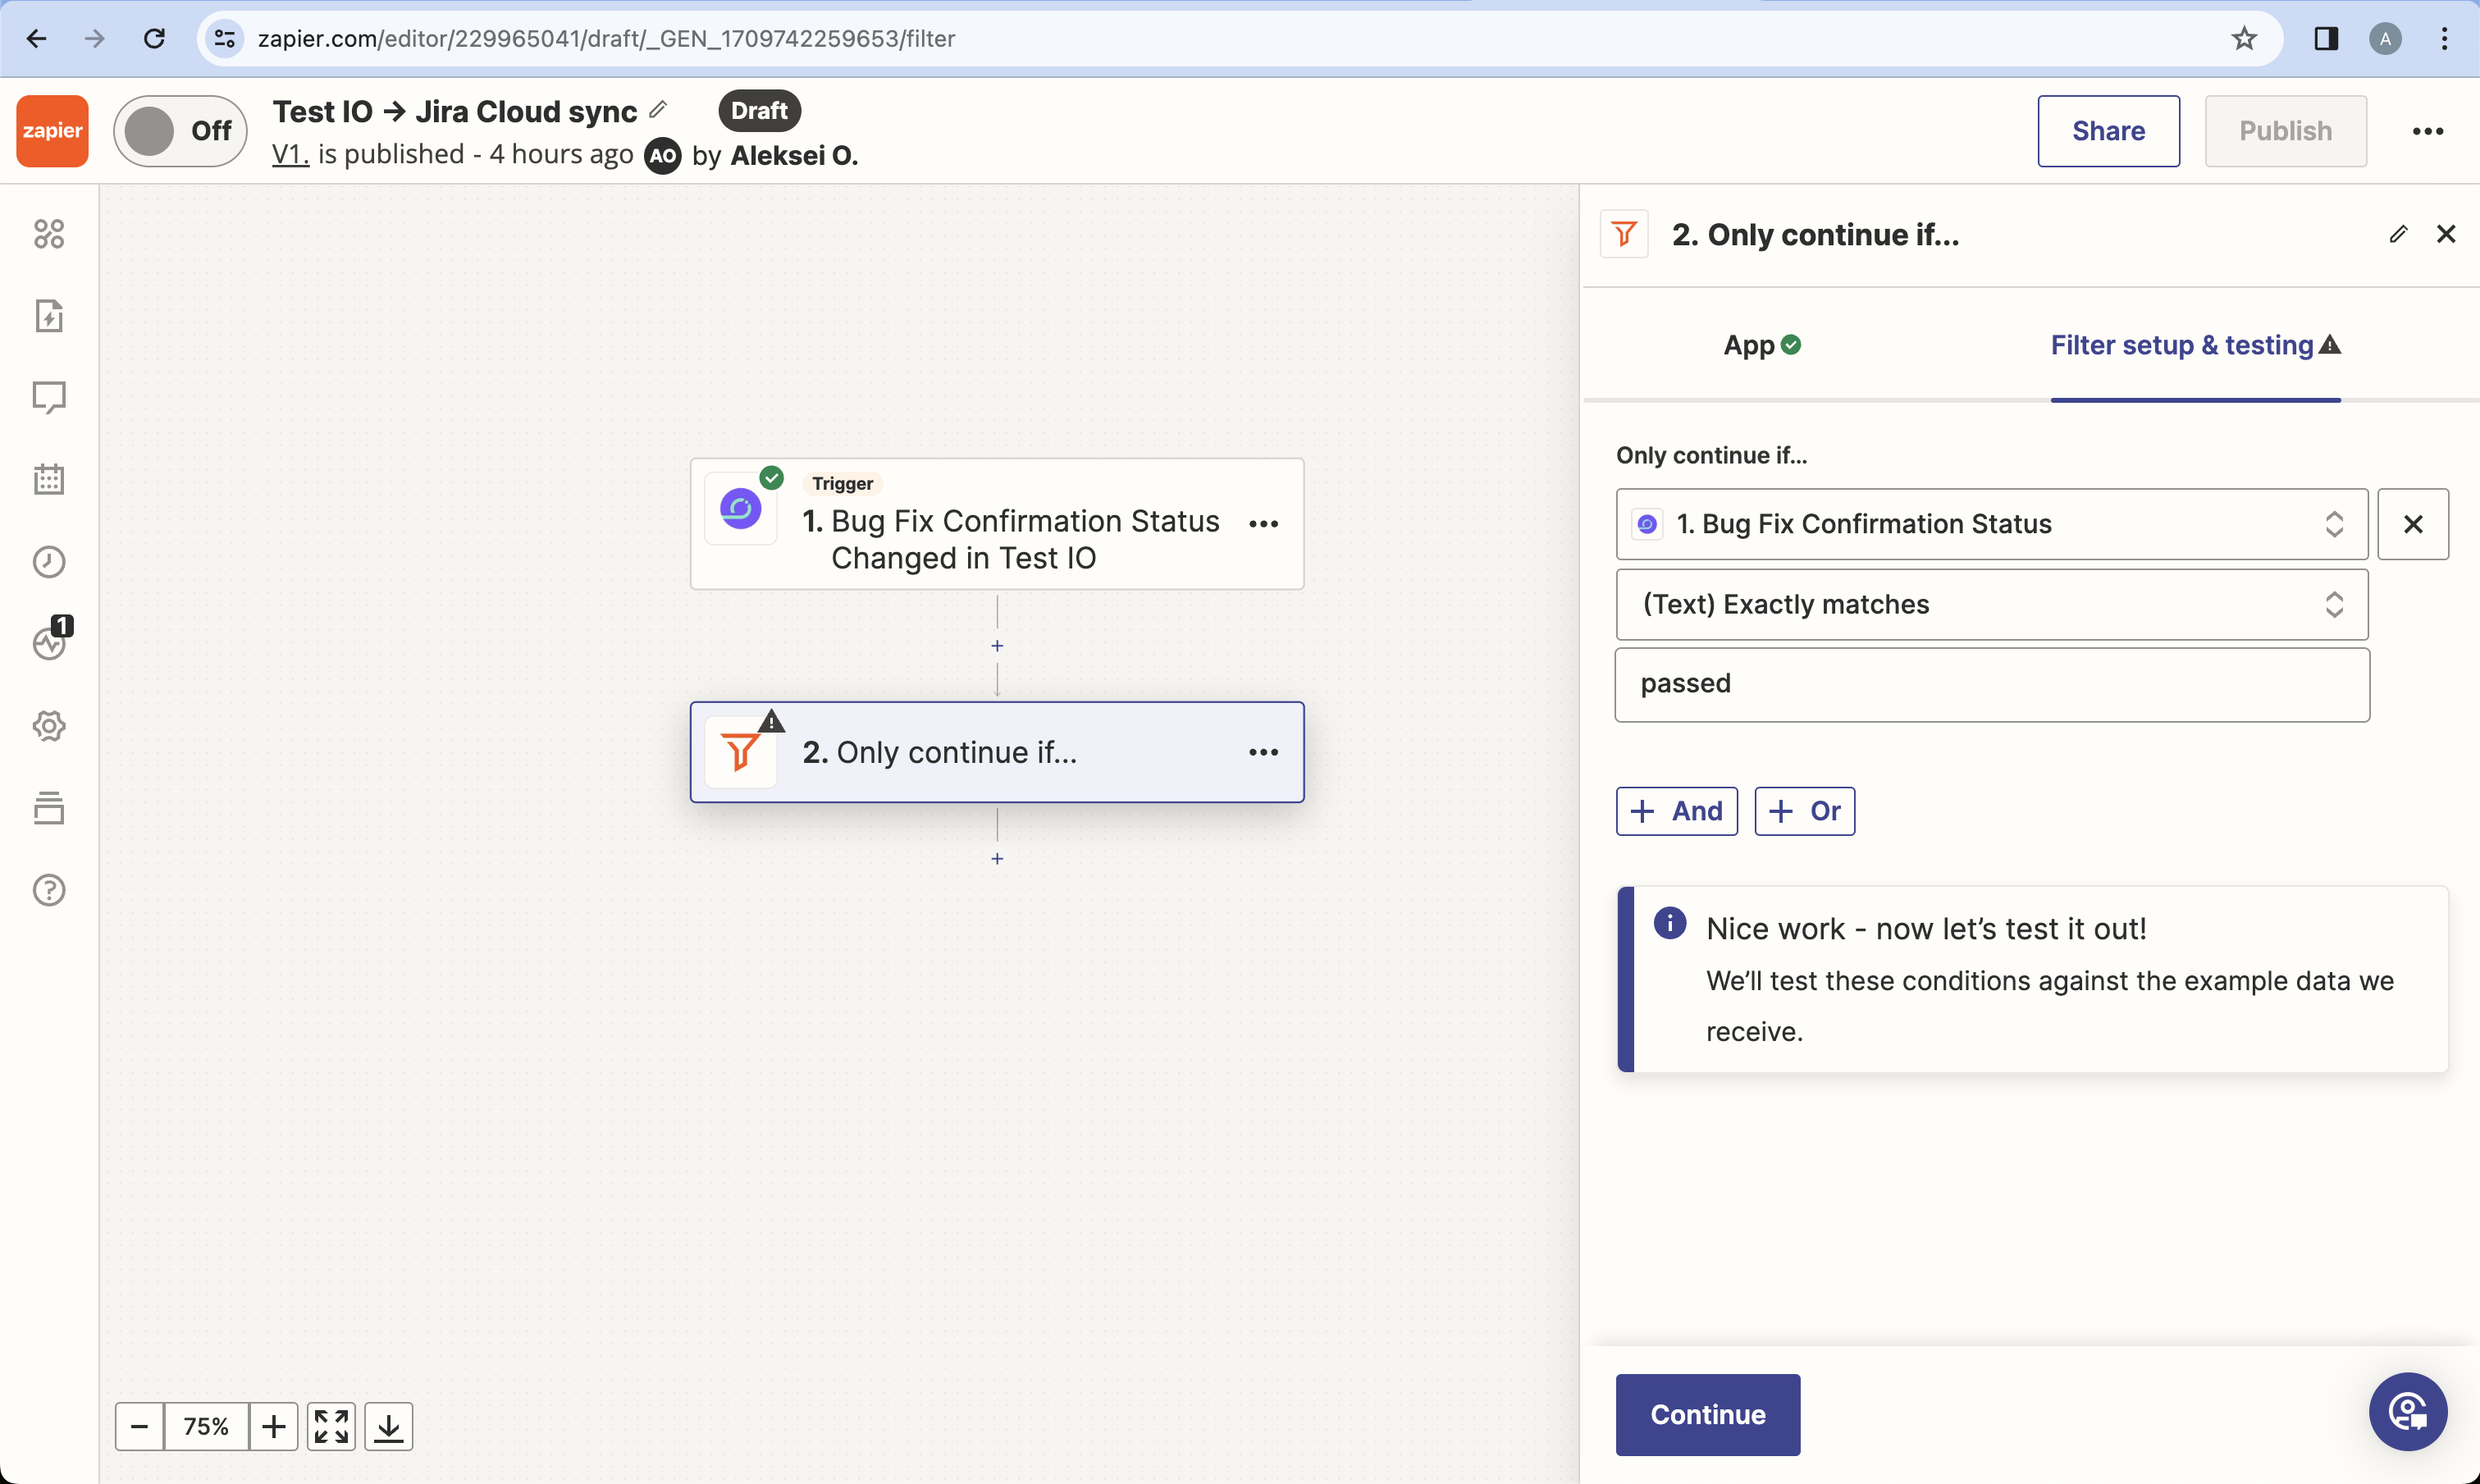 zapier.com/editor/229965041/draft/_GEN_1709742259653/filter
A
zapier
Off
Test IO → Jira Cloud sync
Draft
V1. is published - 4 hours ago AO by Aleksei O.
Share
Publish
1
Trigger
1. Bug Fix Confirmation Status
Changed in Test IO
2. Only continue if...
75%
2. Only continue if...
App
Filter setup & testing
Only continue if...
1. Bug Fix Confirmation Status
(Text) Exactly matches
passed
+ And
+ Or
Nice work - now let’s test it out!
We’ll test these conditions against the example data we
receive.
Continue